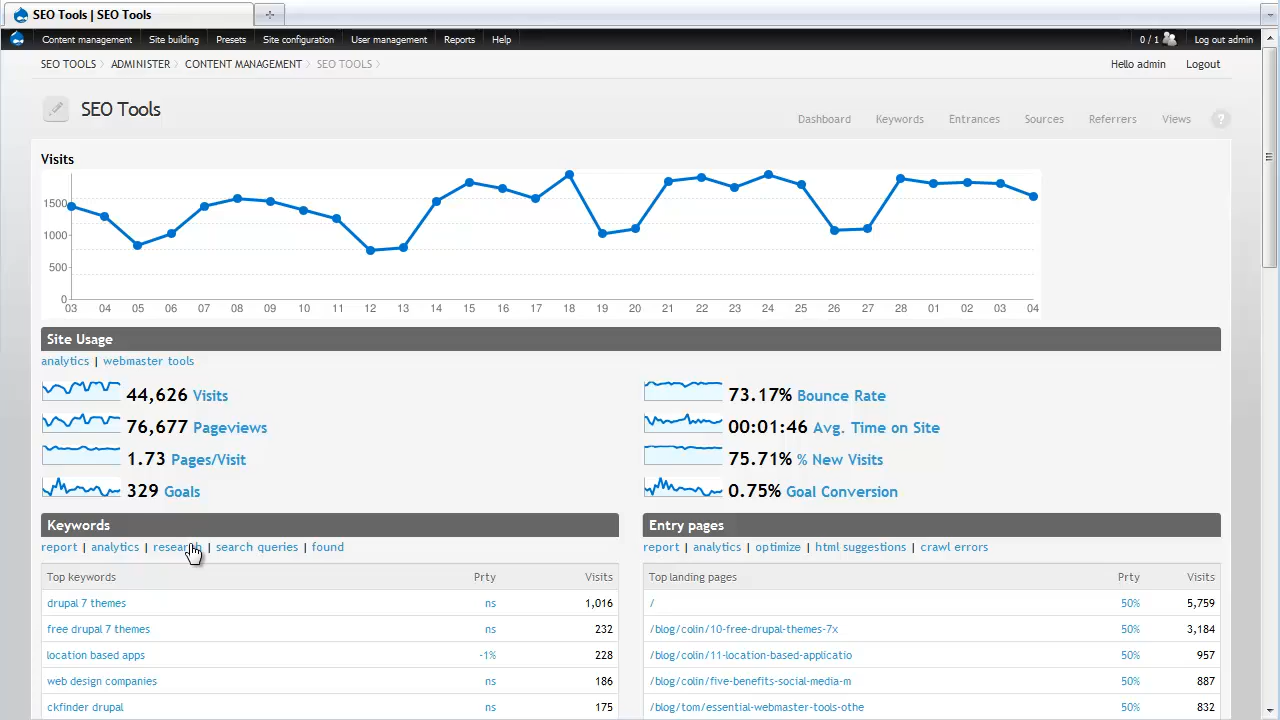 SEO Tools | SEO Tools
Content management Site building Presets Site configuration User management Reports Help 0 / 1 Log out admin
SEO TOOLS ADMINISTER CONTENT MANAGEMENT SEO TOOLS Hello admin Logout
SEO Tools
Dashboard Keywords Entrances Sources Referrers Views ?
Visits
1500
1000
500
0
03 04 05 06 07 08 09 10 11 12 13 14 15 16 17 18 19 20 21 22 23 24 25 26 27 28 01 02 03 04
Site Usage
analytics | webmaster tools
44,626 Visits 73.17% Bounce Rate
76,677 Pageviews 00:01:46 Avg. Time on Site
1.73 Pages/Visit 75.71% % New Visits
329 Goals 0.75% Goal Conversion
Keywords
report | analytics | research | search queries | found
Top keywords Prty Visits
drupal 7 themes ns 1,016
free drupal 7 themes ns 232
location based apps -1% 228
web design companies ns 186
ckfinder drupal ns 175
Entry pages
report | analytics | optimize | html suggestions | crawl errors
Top landing pages Prty Visits
/ 50% 5,759
/blog/colin/10-free-drupal-themes-7x 50% 3,184
/blog/colin/11-location-based-applicatio 50% 957
/blog/colin/five-benefits-social-media-m 50% 887
/blog/tom/essential-webmaster-tools-othe 50% 832